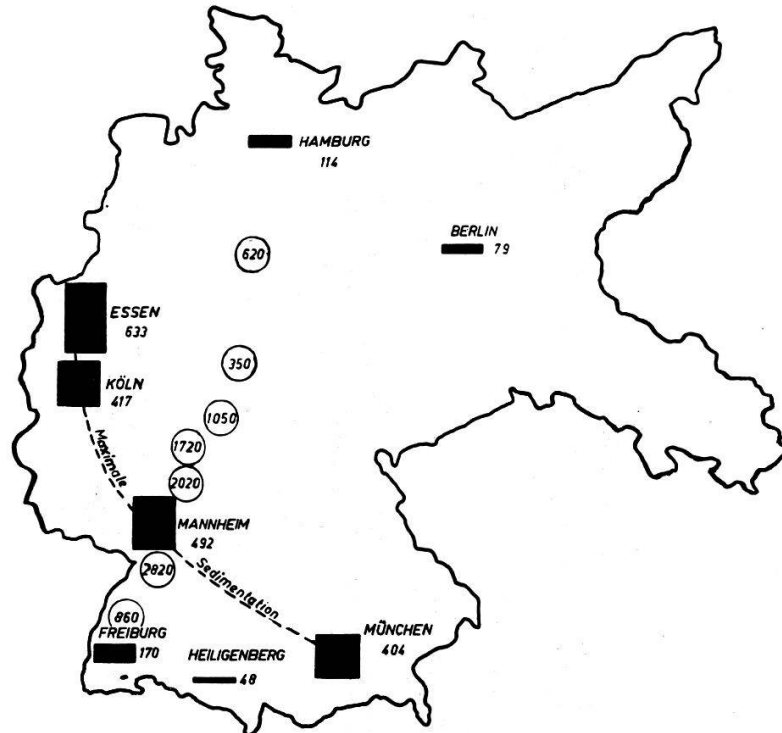 HAMBURG
114
BERLIN
79
620
ESSEN
633
350
KÖLN
417
1050
Maximale
1720
2020
MANNHEIM
492
2820
Sedimentation
860
FREIBURG
170
HEILIGENBERG
48
MÜNCHEN
404